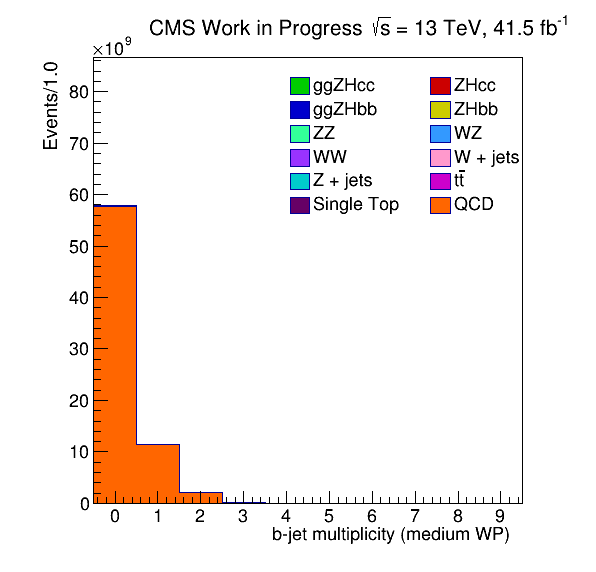 CMS Work in Progress √s = 13 TeV, 41.5 fb⁻¹
×10⁹
Events/1.0
80
70
60
50
40
30
20
10
0
ggZHcc ZHcc
ggZHbb ZHbb
ZZ WZ
WW W + jets
Z + jets tt̄
Single Top QCD
0 1 2 3 4 5 6 7 8 9
b-jet multiplicity (medium WP)